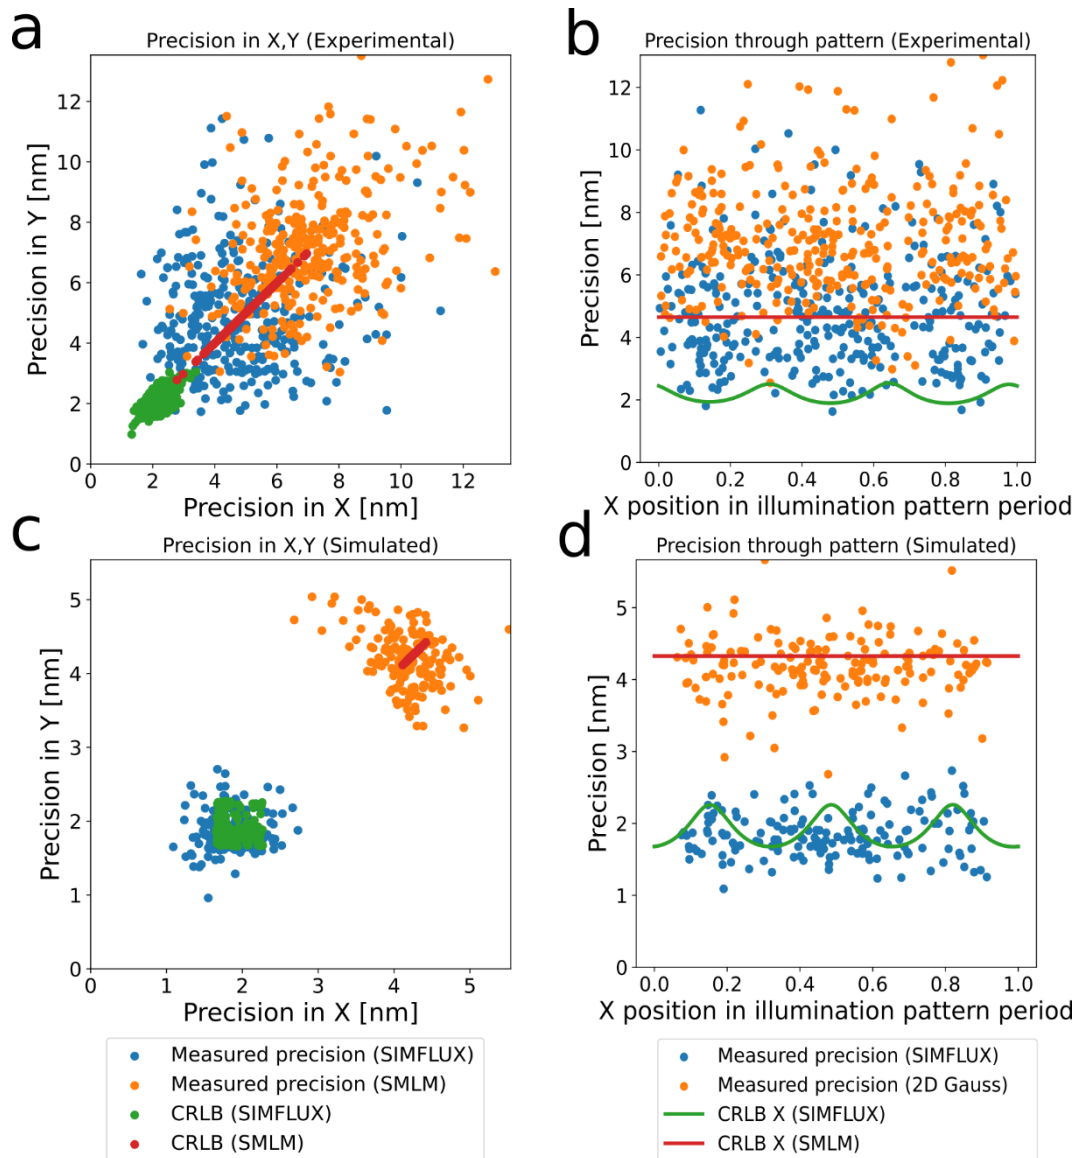 a
Precision in X,Y (Experimental)
Precision in Y [nm]
12
10
8
6
4
2
0
0 2 4 6 8 10 12
Precision in X [nm]
b
Precision through pattern (Experimental)
Precision [nm]
12
10
8
6
4
2
0
0.0 0.2 0.4 0.6 0.8 1.0
X position in illumination pattern period
c
Precision in X,Y (Simulated)
Precision in Y [nm]
5
4
3
2
1
0
0 1 2 3 4 5
Precision in X [nm]
d
Precision through pattern (Simulated)
Precision [nm]
5
4
3
2
1
0
0.0 0.2 0.4 0.6 0.8 1.0
X position in illumination pattern period
Measured precision (SIMFLUX)
Measured precision (SMLM)
CRLB (SIMFLUX)
CRLB (SMLM)
Measured precision (SIMFLUX)
Measured precision (2D Gauss)
CRLB X (SIMFLUX)
CRLB X (SMLM)